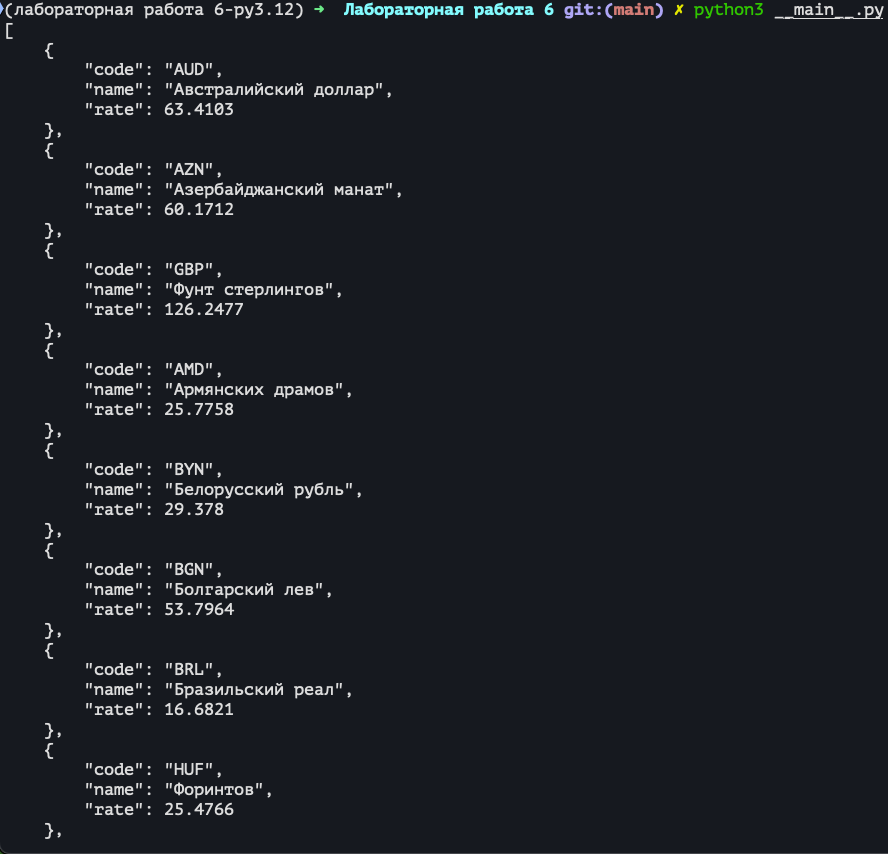 (лабораторная работа 6-py3.12) ➜  Лабораторная работа 6 git:(main) ✗ python3 __main__.py
[
    {
        "code": "AUD",
        "name": "Австралийский доллар",
        "rate": 63.4103
    },
    {
        "code": "AZN",
        "name": "Азербайджанский манат",
        "rate": 60.1712
    },
    {
        "code": "GBP",
        "name": "Фунт стерлингов",
        "rate": 126.2477
    },
    {
        "code": "AMD",
        "name": "Армянских драмов",
        "rate": 25.7758
    },
    {
        "code": "BYN",
        "name": "Белорусский рубль",
        "rate": 29.378
    },
    {
        "code": "BGN",
        "name": "Болгарский лев",
        "rate": 53.7964
    },
    {
        "code": "BRL",
        "name": "Бразильский реал",
        "rate": 16.6821
    },
    {
        "code": "HUF",
        "name": "Форинтов",
        "rate": 25.4766
    },